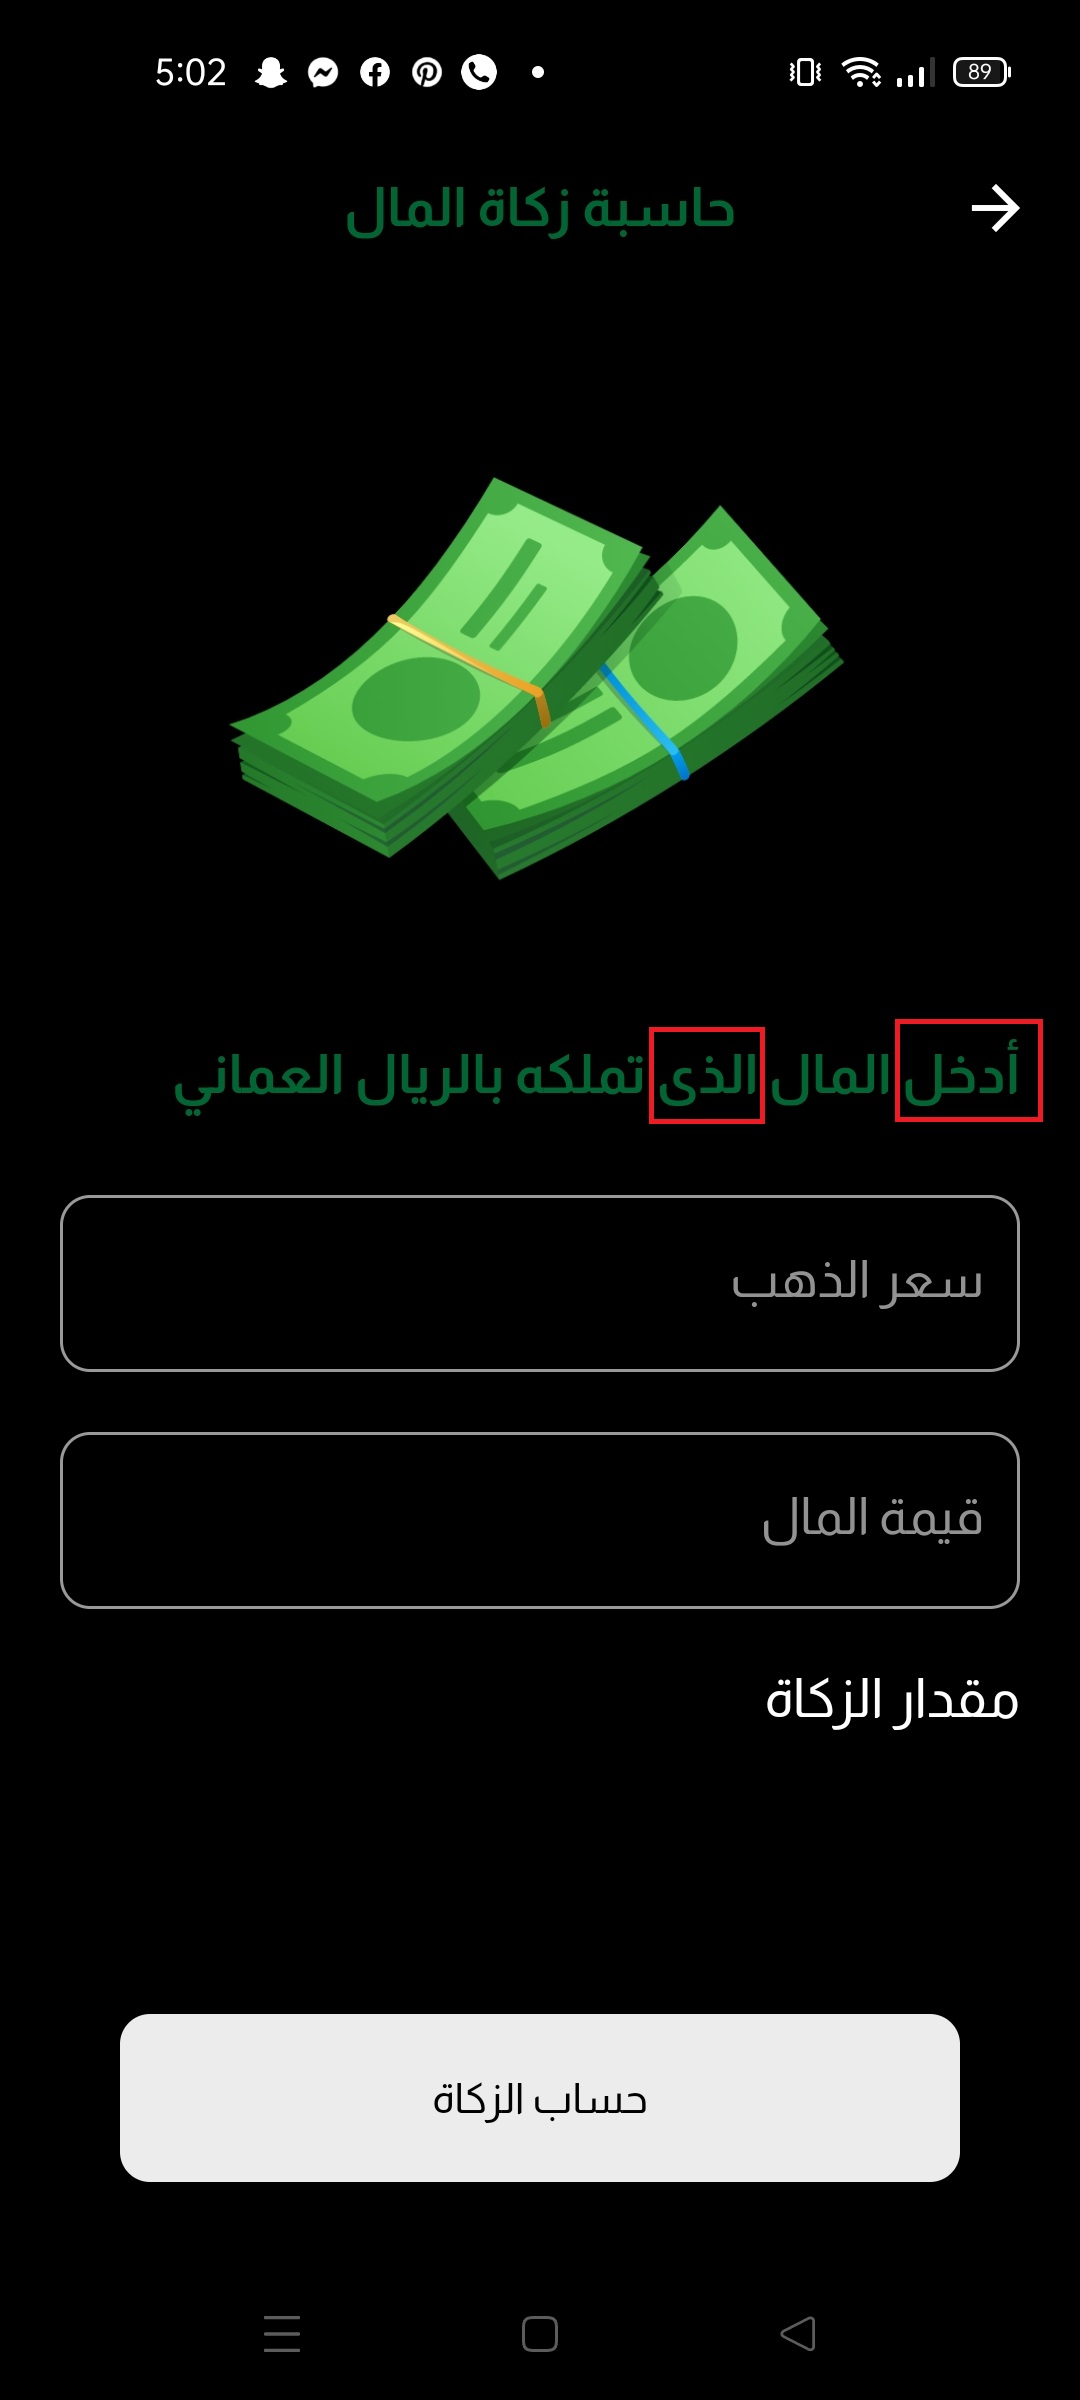 5:02
89
حاسبة زكاة المال
أدخل المال الذى تملكه بالريال العماني
سعر الذهب
قيمة المال
مقدار الزكاة
حساب الزكاة